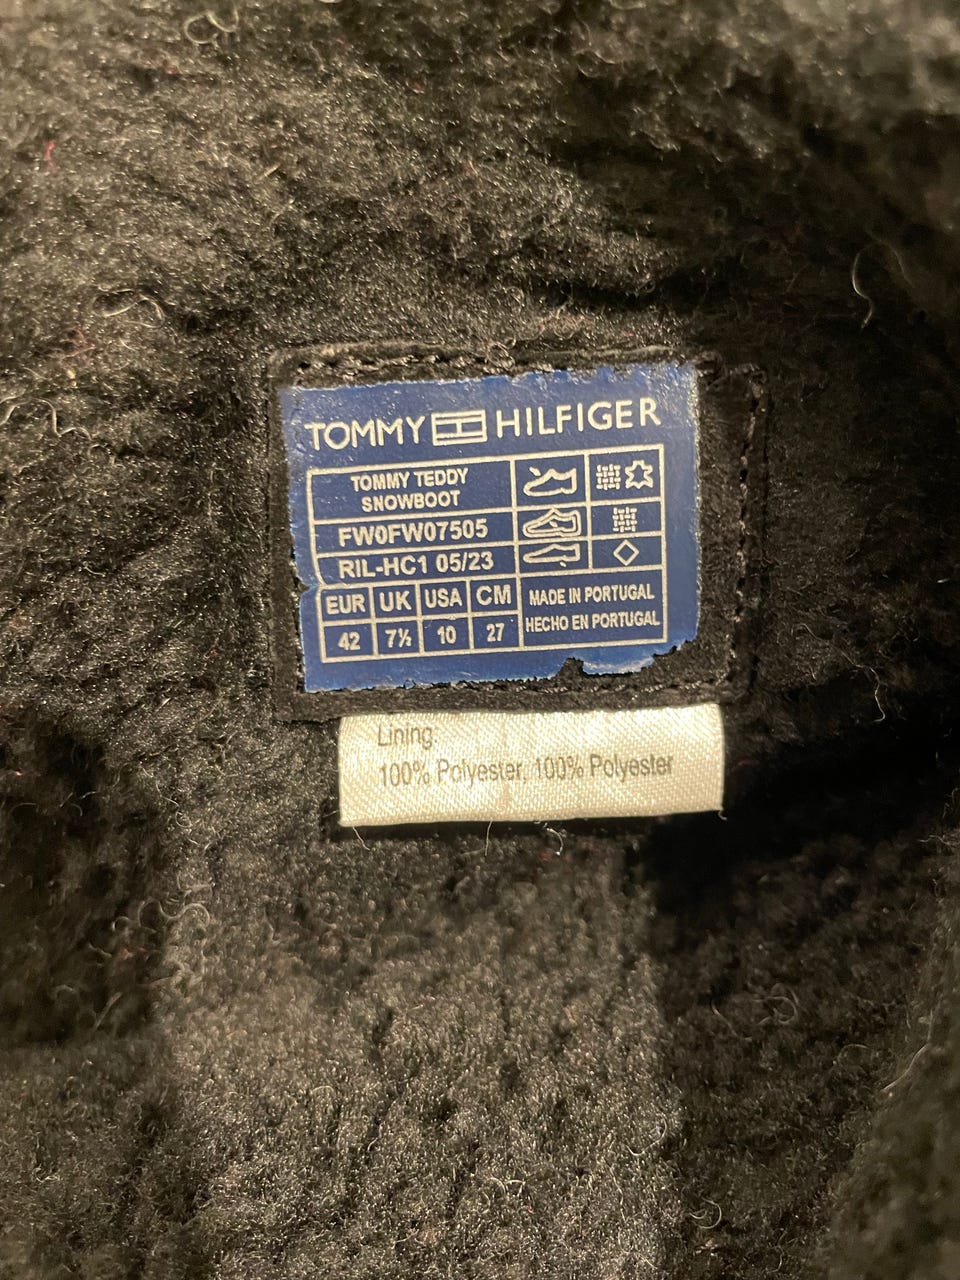 TOMMY HILFIGER
TOMMY TEDDY
SNOWBOOT
FW0FW07505
RIL-HC1 05/23
EUR UK USA CM
42 7½ 10 27
MADE IN PORTUGAL
HECHO EN PORTUGAL
Lining:
100% Polyester, 100% Polyester